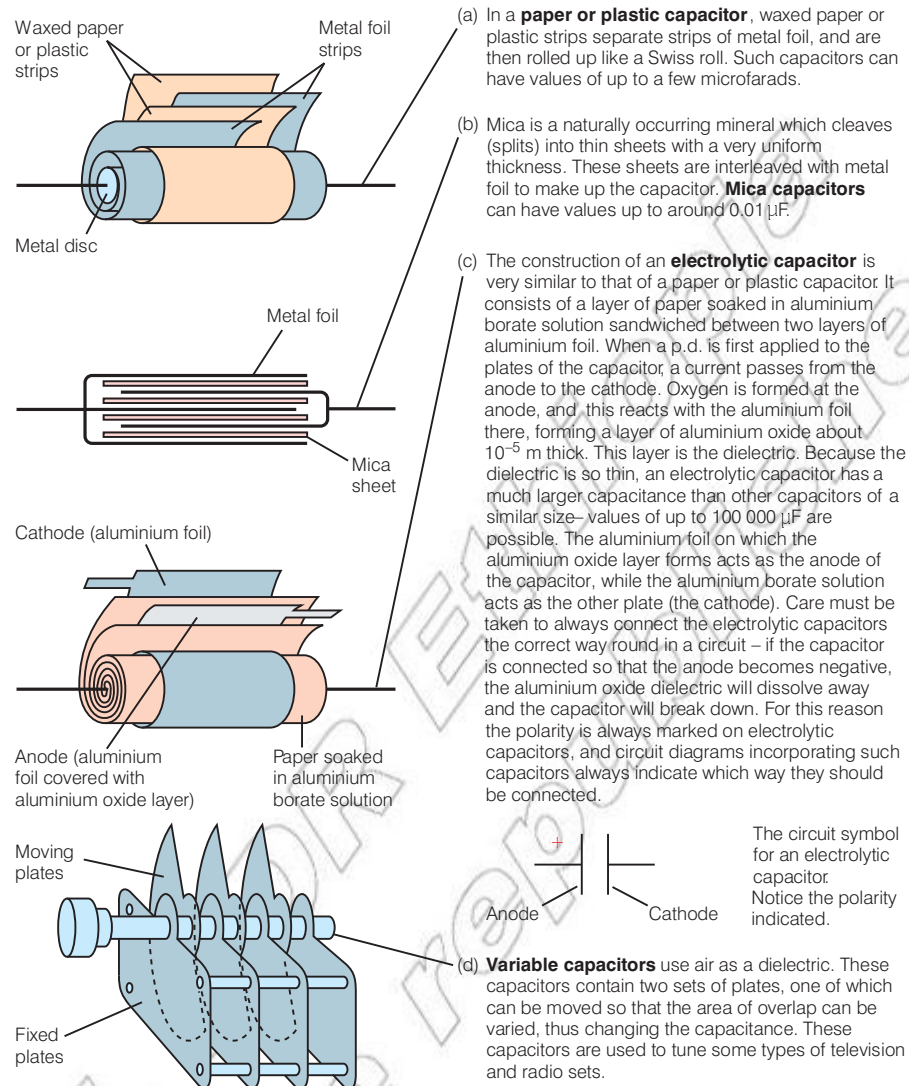 Waxed paper
or plastic
strips
Metal foil
strips
Metal disc
(a) In a paper or plastic capacitor, waxed paper or
plastic strips separate strips of metal foil, and are
then rolled up like a Swiss roll. Such capacitors can
have values of up to a few microfarads.
(b) Mica is a naturally occurring mineral which cleaves
(splits) into thin sheets with a very uniform
thickness. These sheets are interleaved with metal
foil to make up the capacitor. Mica capacitors
can have values up to around 0.01 µF.
Metal foil
Mica
sheet
(c) The construction of an electrolytic capacitor is
very similar to that of a paper or plastic capacitor. It
consists of a layer of paper soaked in aluminium
borate solution sandwiched between two layers of
aluminium foil. When a p.d. is first applied to the
plates of the capacitor, a current passes from the
anode to the cathode. Oxygen is formed at the
anode, and this reacts with the aluminium foil
there, forming a layer of aluminium oxide about
10⁻⁵ m thick. This layer is the dielectric. Because the
dielectric is so thin, an electrolytic capacitor has a
much larger capacitance than other capacitors of a
similar size– values of up to 100 000 µF are
possible. The aluminium foil on which the
aluminium oxide layer forms acts as the anode of
the capacitor, while the aluminium borate solution
acts as the other plate (the cathode). Care must be
taken to always connect the electrolytic capacitors
the correct way round in a circuit – if the capacitor
is connected so that the anode becomes negative,
the aluminium oxide dielectric will dissolve away
and the capacitor will break down. For this reason
the polarity is always marked on electrolytic
capacitors, and circuit diagrams incorporating such
capacitors always indicate which way they should
be connected.
Cathode (aluminium foil)
Anode (aluminium
foil covered with
aluminium oxide layer)
Paper soaked
in aluminium
borate solution
+
Anode
Cathode
The circuit symbol
for an electrolytic
capacitor.
Notice the polarity
indicated.
Moving
plates
Fixed
plates
(d) Variable capacitors use air as a dielectric. These
capacitors contain two sets of plates, one of which
can be moved so that the area of overlap can be
varied, thus changing the capacitance. These
capacitors are used to tune some types of television
and radio sets.
DR Ethiopia
republishe